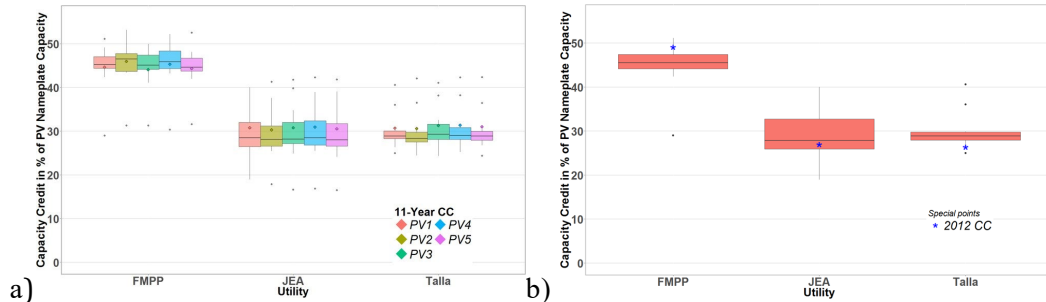 Capacity Credit in % of PV Nameplate Capacity
50
40
30
20
10
0
11-Year CC
PV1 PV4
PV2 PV5
PV3
FMPP JEA Talla
Utility
a)
Capacity Credit in % of PV Nameplate Capacity
50
40
30
20
10
0
Special points
2012 CC
FMPP JEA Talla
Utility
b)